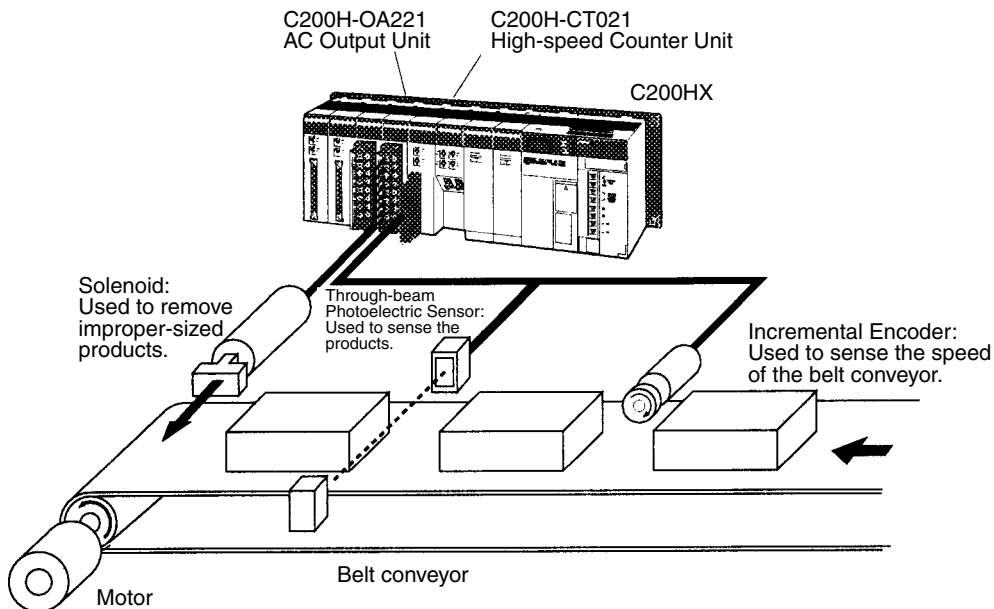 C200H-OA221
AC Output Unit
C200H-CT021
High-speed Counter Unit
C200HX
Solenoid:
Used to remove
improper-sized
products.
Through-beam
Photoelectric Sensor:
Used to sense the
products.
Incremental Encoder:
Used to sense the speed
of the belt conveyor.
Belt conveyor
Motor